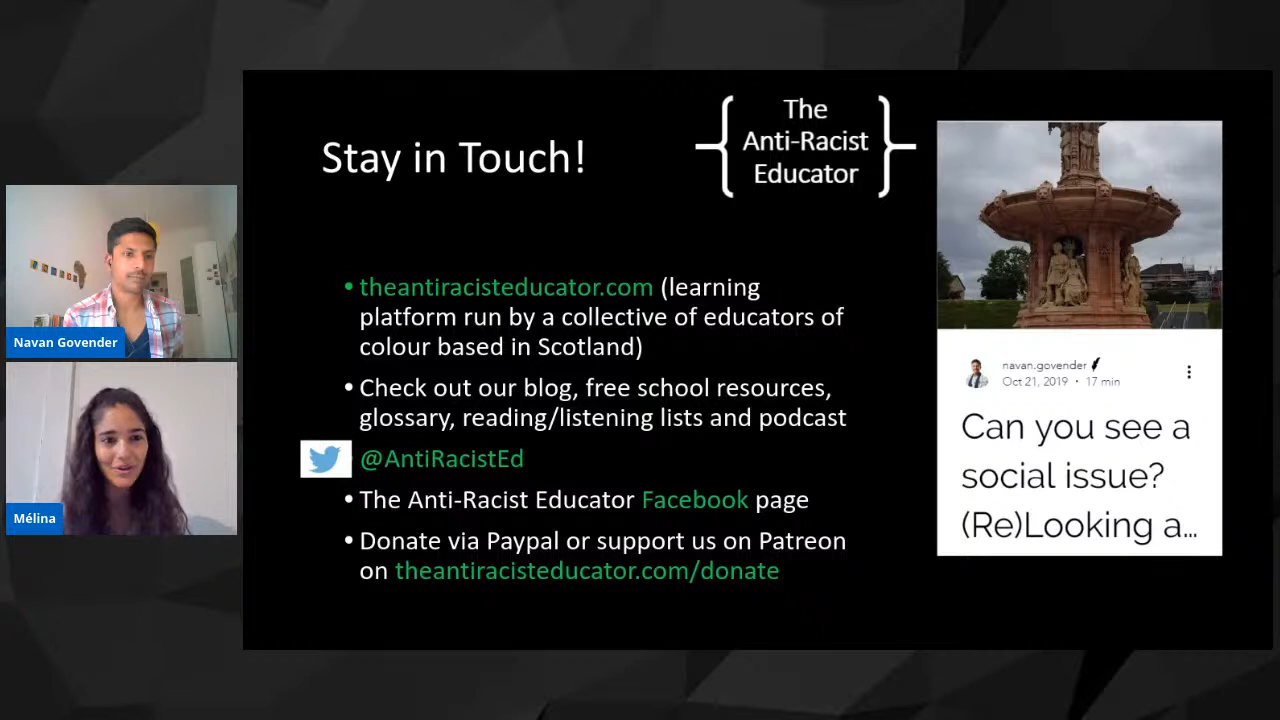 Stay in Touch!
The
Anti-Racist
Educator
• theantiracisteducator.com (learning
platform run by a collective of educators of
colour based in Scotland)
• Check out our blog, free school resources,
glossary, reading/listening lists and podcast
@AntiRacistEd
• The Anti-Racist Educator Facebook page
• Donate via Paypal or support us on Patreon
on theantiracisteducator.com/donate
navan.govender
Oct 21, 2019 • 17 min
Can you see a
social issue?
(Re)Looking a...
Navan Govender
Mélina